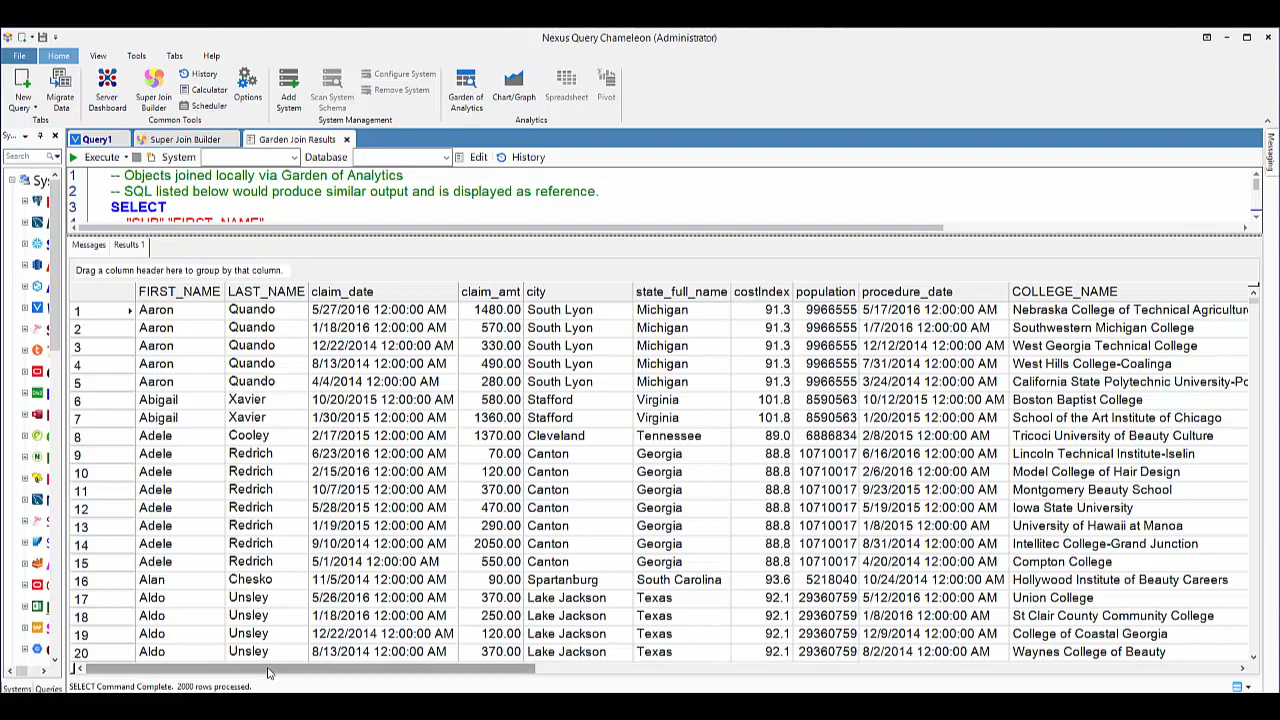 Nexus Query Chameleon (Administrator)
File Home View Tools Tabs Help
New Query Migrate Data Server Dashboard Super Join Builder History Calculator Scheduler Options Add System Scan System Schema Configure System Remove System Garden of Analytics Chart/Graph Spreadsheet Pivot
Tabs Common Tools System Management Analytics
Sy... Query1 Super Join Builder Garden Join Results
Messaging
Search Execute System Database Edit History
1 -- Objects joined locally via Garden of Analytics
2 -- SQL listed below would produce similar output and is displayed as reference.
3 SELECT
Sy
Messages Results 1
Drag a column header here to group by that column.
FIRST_NAME LAST_NAME claim_date claim_amt city state_full_name costIndex population procedure_date COLLEGE_NAME
1 Aaron Quando 5/27/2016 12:00:00 AM 1480.00 South Lyon Michigan 91.3 9966555 5/17/2016 12:00:00 AM Nebraska College of Technical Agricultur
2 Aaron Quando 1/18/2016 12:00:00 AM 570.00 South Lyon Michigan 91.3 9966555 1/7/2016 12:00:00 AM Southwestern Michigan College
3 Aaron Quando 12/22/2014 12:00:00 AM 330.00 South Lyon Michigan 91.3 9966555 12/12/2014 12:00:00 AM West Georgia Technical College
4 Aaron Quando 8/13/2014 12:00:00 AM 490.00 South Lyon Michigan 91.3 9966555 7/31/2014 12:00:00 AM West Hills College-Coalinga
5 Aaron Quando 4/4/2014 12:00:00 AM 280.00 South Lyon Michigan 91.3 9966555 3/24/2014 12:00:00 AM California State Polytechnic University-Po
6 Abigail Xavier 10/20/2015 12:00:00 AM 580.00 Stafford Virginia 101.8 8590563 10/12/2015 12:00:00 AM Boston Baptist College
7 Abigail Xavier 1/30/2015 12:00:00 AM 1360.00 Stafford Virginia 101.8 8590563 1/20/2015 12:00:00 AM School of the Art Institute of Chicago
8 Adele Cooley 2/17/2015 12:00:00 AM 1370.00 Cleveland Tennessee 89.0 6886834 2/8/2015 12:00:00 AM Tricoci University of Beauty Culture
9 Adele Redrich 6/23/2016 12:00:00 AM 70.00 Canton Georgia 88.8 10710017 6/16/2016 12:00:00 AM Lincoln Technical Institute-Iselin
10 Adele Redrich 2/15/2016 12:00:00 AM 120.00 Canton Georgia 88.8 10710017 2/6/2016 12:00:00 AM Model College of Hair Design
11 Adele Redrich 10/7/2015 12:00:00 AM 370.00 Canton Georgia 88.8 10710017 9/23/2015 12:00:00 AM Montgomery Beauty School
12 Adele Redrich 5/28/2015 12:00:00 AM 470.00 Canton Georgia 88.8 10710017 5/19/2015 12:00:00 AM Iowa State University
13 Adele Redrich 1/19/2015 12:00:00 AM 290.00 Canton Georgia 88.8 10710017 1/8/2015 12:00:00 AM University of Hawaii at Manoa
14 Adele Redrich 9/10/2014 12:00:00 AM 2050.00 Canton Georgia 88.8 10710017 8/31/2014 12:00:00 AM Intellitec College-Grand Junction
15 Adele Redrich 5/1/2014 12:00:00 AM 550.00 Canton Georgia 88.8 10710017 4/20/2014 12:00:00 AM Compton College
16 Alan Chesko 11/5/2014 12:00:00 AM 90.00 Spartanburg South Carolina 93.6 5218040 10/24/2014 12:00:00 AM Hollywood Institute of Beauty Careers
17 Aldo Unsley 5/26/2016 12:00:00 AM 370.00 Lake Jackson Texas 92.1 29360759 5/12/2016 12:00:00 AM Union College
18 Aldo Unsley 1/18/2016 12:00:00 AM 250.00 Lake Jackson Texas 92.1 29360759 1/8/2016 12:00:00 AM St Clair County Community College
19 Aldo Unsley 12/22/2014 12:00:00 AM 120.00 Lake Jackson Texas 92.1 29360759 12/9/2014 12:00:00 AM College of Coastal Georgia
20 Aldo Unsley 8/13/2014 12:00:00 AM 370.00 Lake Jackson Texas 92.1 29360759 8/2/2014 12:00:00 AM Waynes College of Beauty
Systems Queries SELECT Command Complete. 2000 rows processed.